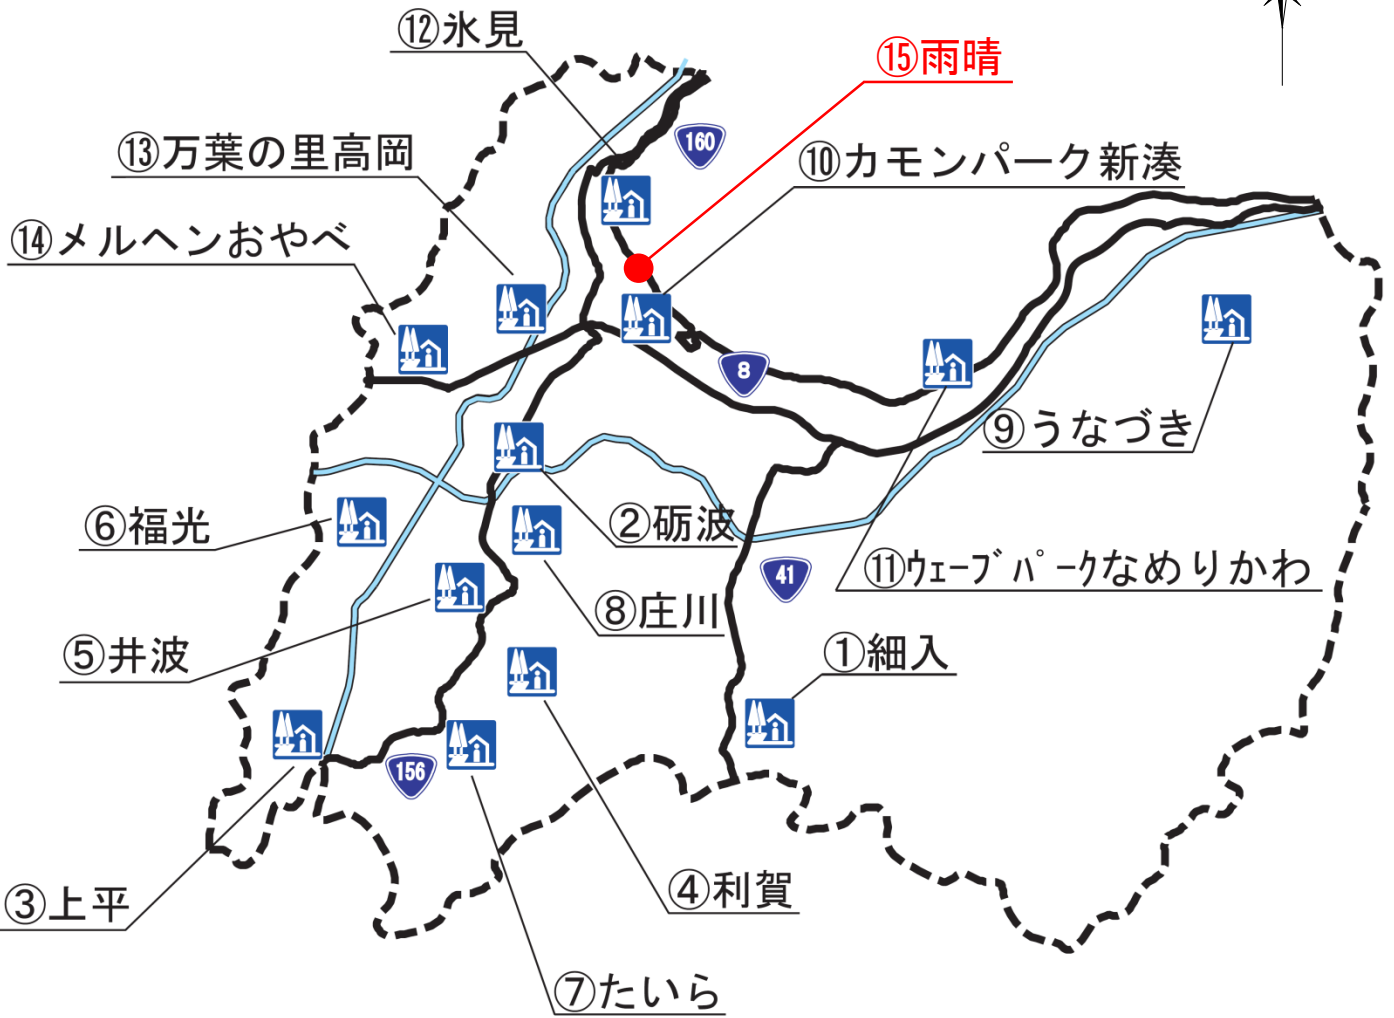 ⑫氷見
⑮雨晴
160
⑬万葉の里高岡
⑩カモンパーク新湊
⑭メルヘンおやべ
8
⑨うなづき
⑥福光
②砺波
41
⑪ウェーブパークなめりかわ
⑧庄川
⑤井波
①細入
156
③上平
④利賀
⑦たいら